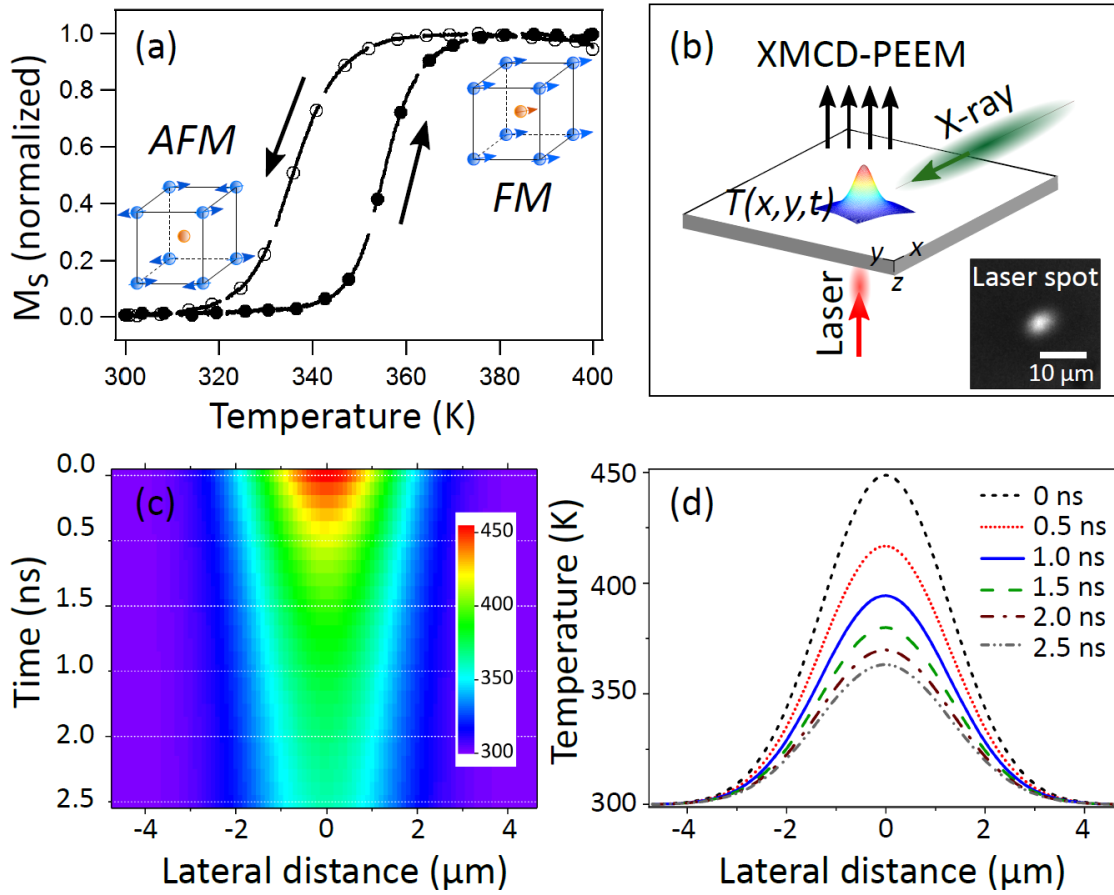 (a)
AFM
FM
1.0
0.8
0.6
0.4
0.2
0.0
M_S (normalized)
300 320 340 360 380 400
Temperature (K)
(b)
XMCD-PEEM
X-ray
T(x,y,t)
y x
z
Laser
Laser spot
10 µm
(c)
0.0
0.5
1.5
1.0
2.0
2.5
Time (ns)
450
400
350
300
-4 -2 0 2 4
Lateral distance (µm)
(d)
450
400
350
300
Temperature (K)
0 ns
0.5 ns
1.0 ns
1.5 ns
2.0 ns
2.5 ns
-4 -2 0 2 4
Lateral distance (µm)